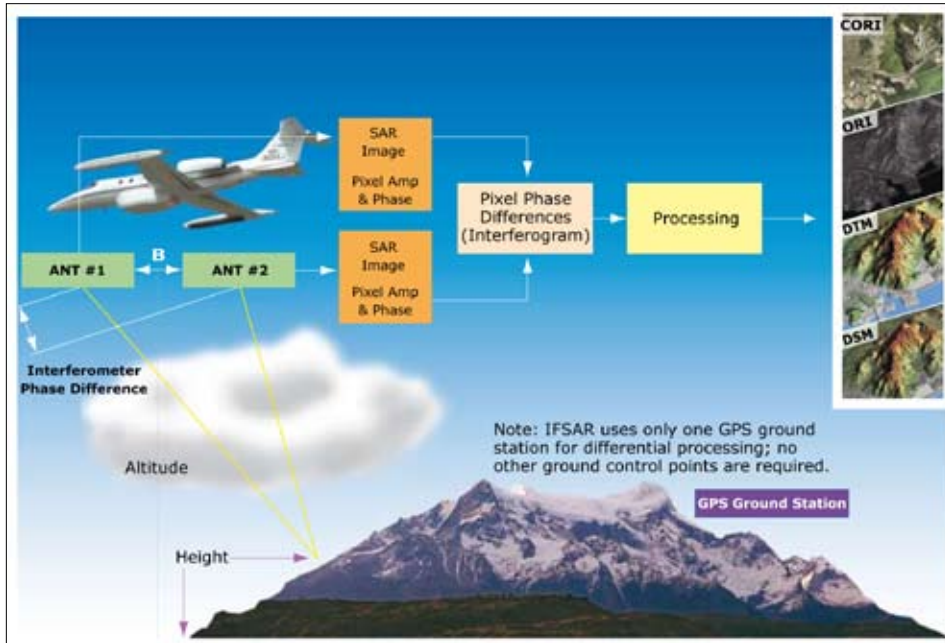 CORI
ORI
DTM
DSM
SAR
Image
Pixel Amp
& Phase
SAR
Image
Pixel Amp
& Phase
Pixel Phase
Differences
(Interferogram)
Processing
ANT #1
B
ANT #2
Interferometer
Phase Difference
Altitude
Note: IFSAR uses only one GPS ground
station for differential processing; no
other ground control points are required.
GPS Ground Station
Height